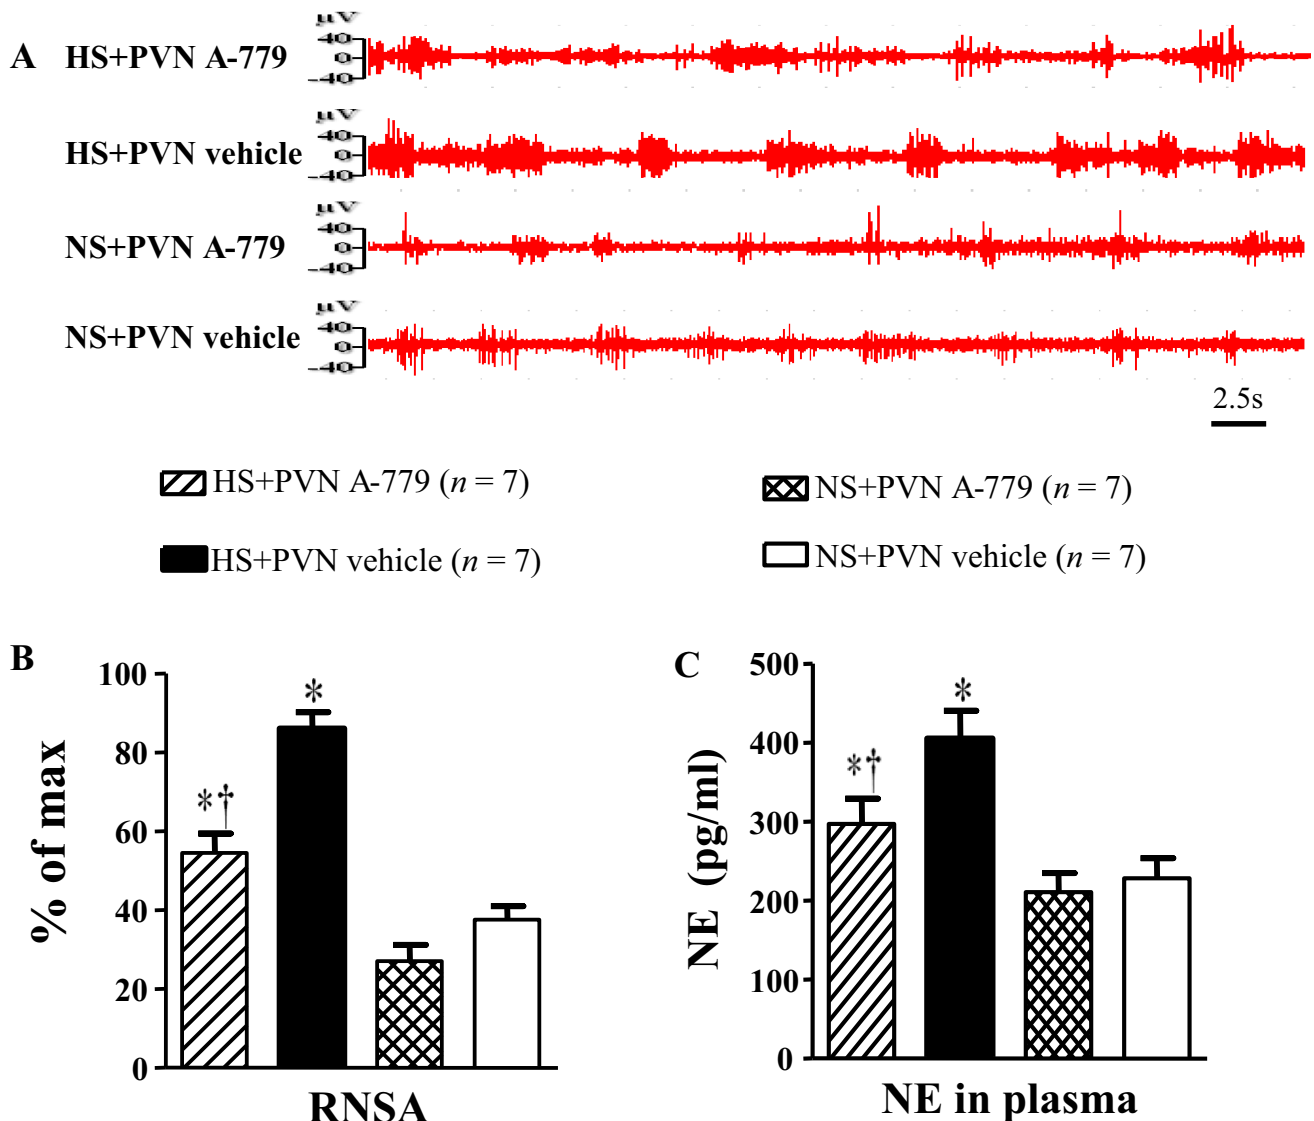 A
HS+PVN A-779
µV
40
0
-40
HS+PVN vehicle
µV
40
0
-40
NS+PVN A-779
µV
40
0
-40
NS+PVN vehicle
µV
40
0
-40
2.5s
HS+PVN A-779 (n = 7)
NS+PVN A-779 (n = 7)
HS+PVN vehicle (n = 7)
NS+PVN vehicle (n = 7)
B
% of max
100
80
60
40
20
0
*†
*
RNSA
C
NE (pg/ml)
500
400
300
200
100
0
*†
*
NE in plasma